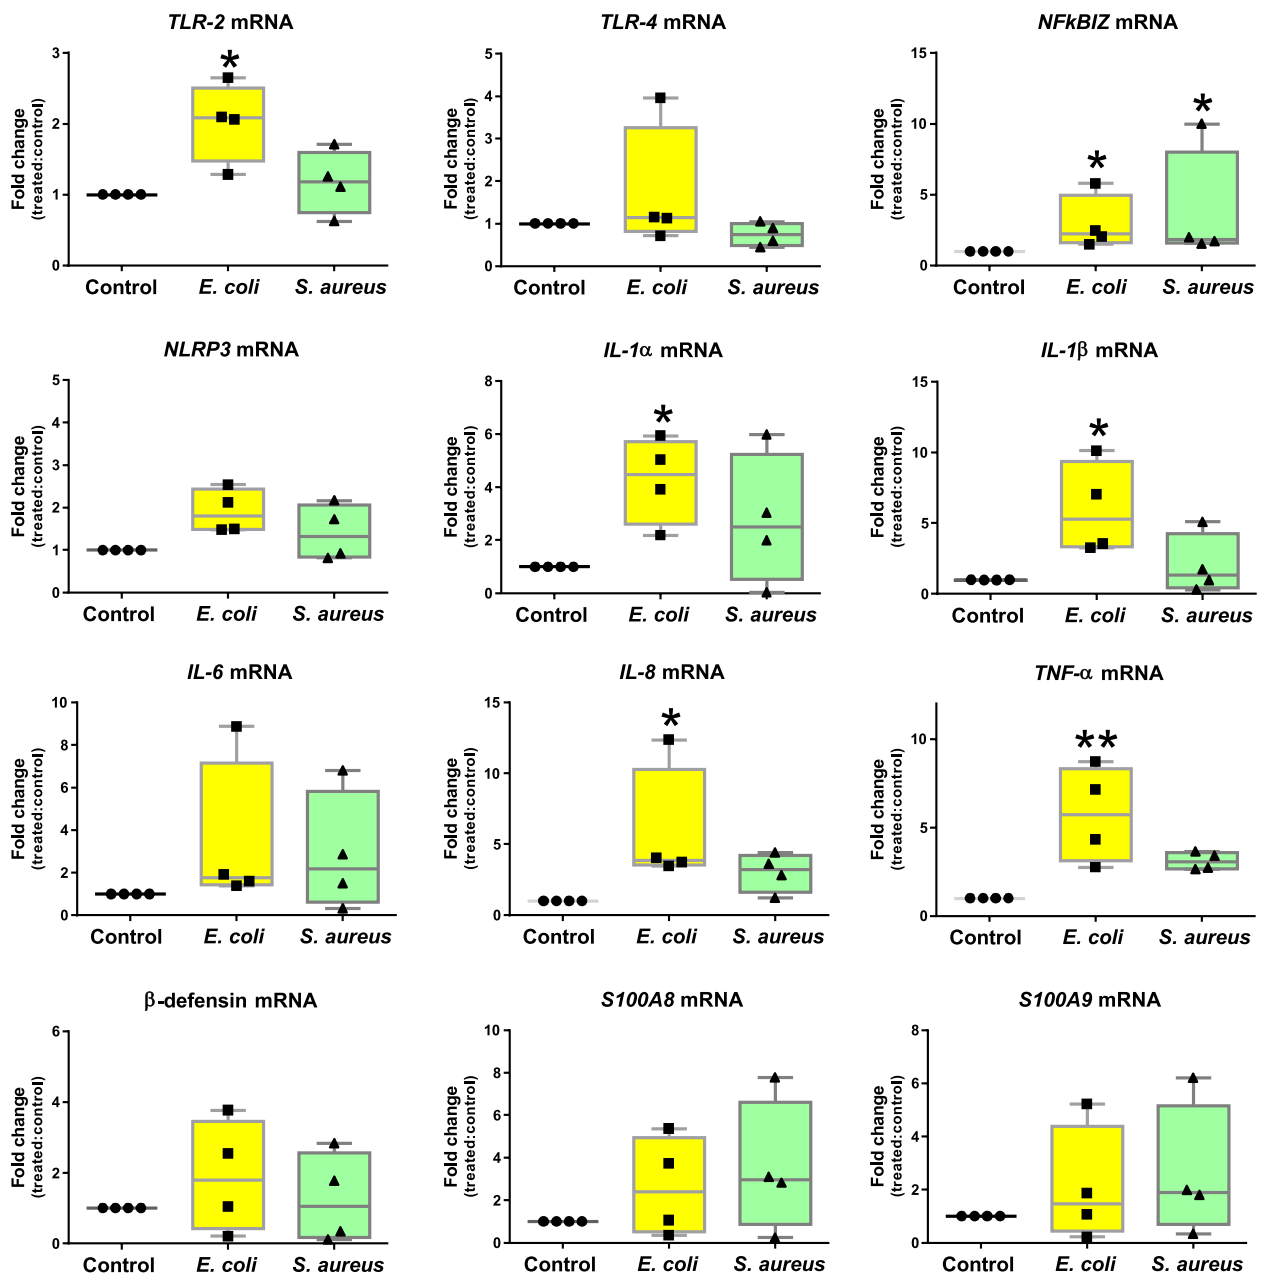 TLR-2 mRNA
Fold change
(treated:control)
3
2
1
0
*
Control E. coli S. aureus
TLR-4 mRNA
Fold change
(treated:control)
5
4
3
2
1
0
Control E. coli S. aureus
NFkBIZ mRNA
Fold change
(treated:control)
15
10
5
0
* *
Control E. coli S. aureus
NLRP3 mRNA
Fold change
(treated:control)
5
4
3
2
1
0
Control E. coli S. aureus
IL-1α mRNA
Fold change
(treated:control)
8
6
4
2
0
*
Control E. coli S. aureus
IL-1β mRNA
Fold change
(treated:control)
15
10
5
0
*
Control E. coli S. aureus
IL-6 mRNA
Fold change
(treated:control)
10
8
6
4
2
0
Control E. coli S. aureus
IL-8 mRNA
Fold change
(treated:control)
15
10
5
0
*
Control E. coli S. aureus
TNF-α mRNA
Fold change
(treated:control)
10
5
0
**
Control E. coli S. aureus
β-defensin mRNA
Fold change
(treated:control)
6
4
2
0
Control E. coli S. aureus
S100A8 mRNA
Fold change
(treated:control)
10
8
6
4
2
0
Control E. coli S. aureus
S100A9 mRNA
Fold change
(treated:control)
8
6
4
2
0
Control E. coli S. aureus